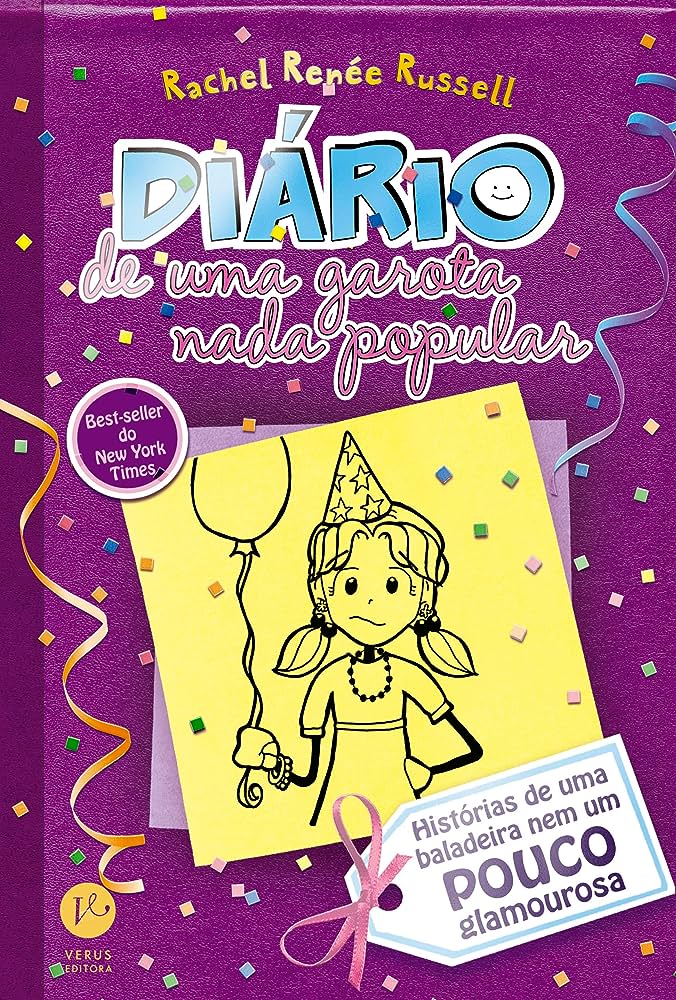 Rachel Renée Russell
DIÁRIO
de uma garota
nada popular
Best-seller
do
New York
Times
Histórias de uma
baladeira nem um
POUCO
glamourosa
VERUS
EDITORA